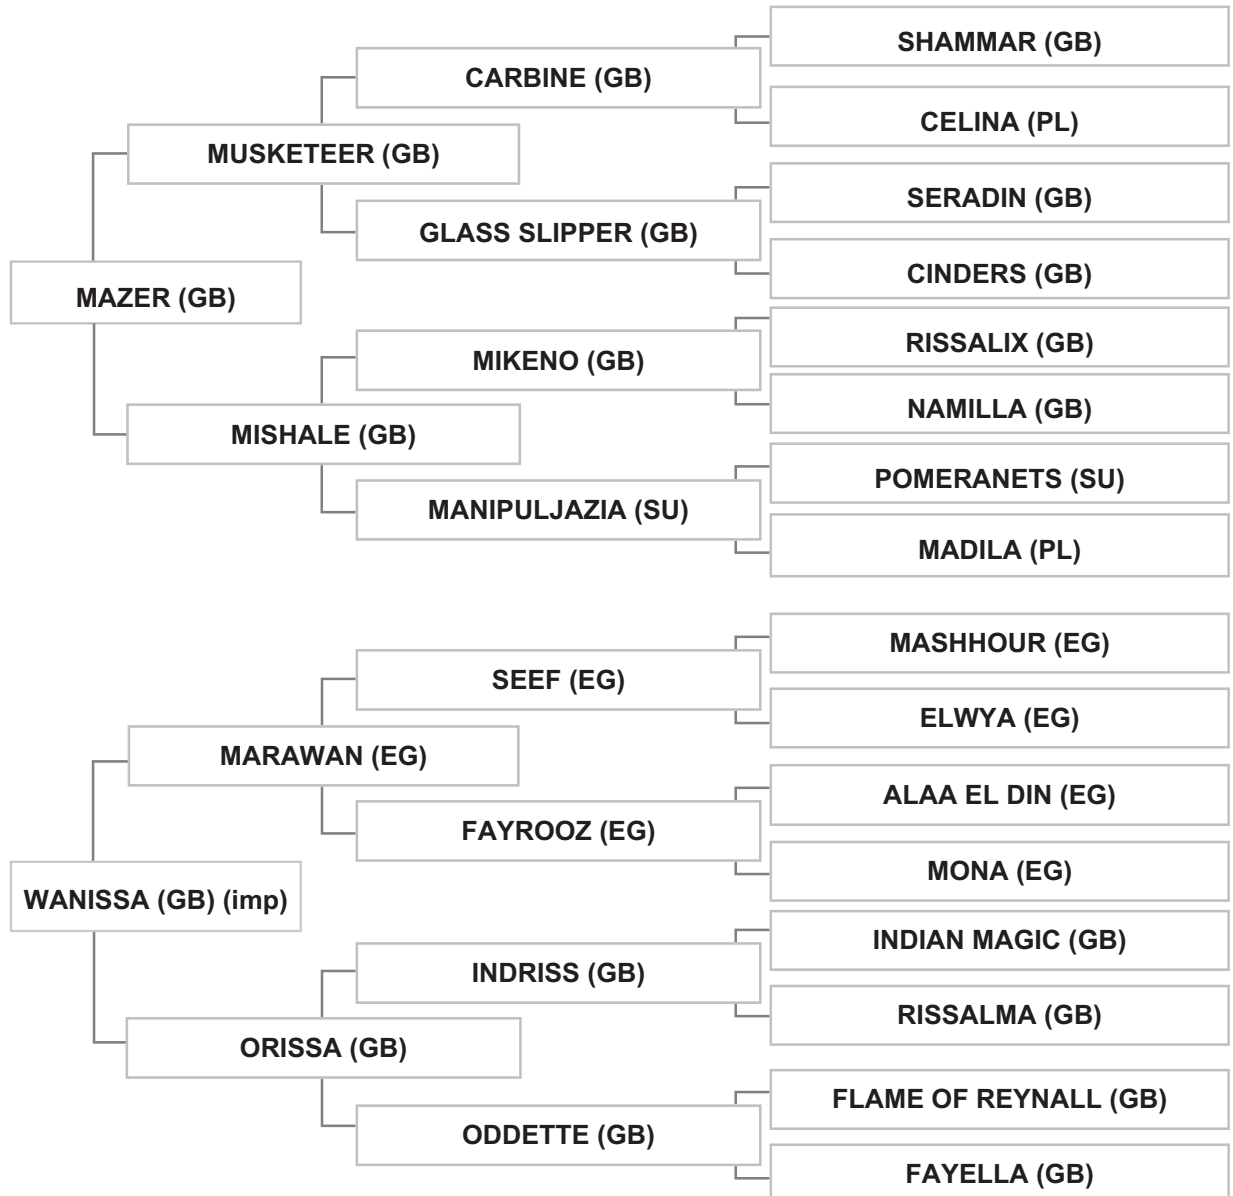 SHAMMAR (GB)
CARBINE (GB)
CELINA (PL)
MUSKETEER (GB)
SERADIN (GB)
GLASS SLIPPER (GB)
CINDERS (GB)
MAZER (GB)
RISSALIX (GB)
MIKENO (GB)
NAMILLA (GB)
MISHALE (GB)
POMERANETS (SU)
MANIPULJAZIA (SU)
MADILA (PL)
MASHHOUR (EG)
SEEF (EG)
ELWYA (EG)
MARAWAN (EG)
ALAA EL DIN (EG)
FAYROOZ (EG)
MONA (EG)
WANISSA (GB) (imp)
INDIAN MAGIC (GB)
INDRISS (GB)
RISSALMA (GB)
ORISSA (GB)
FLAME OF REYNALL (GB)
ODDETTE (GB)
FAYELLA (GB)